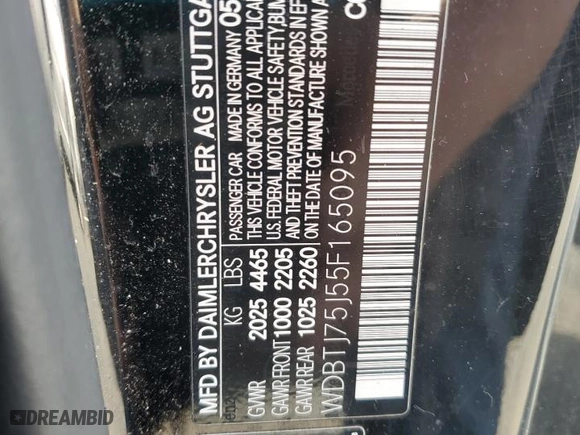 MFD BY DAIMLERCHRYSLER AG STUTTGA
PASSENGER CAR MADE IN GERMANY 05
KG LBS THIS VEHICLE CONFORMS TO ALL APPLICA
GVWR 2025 4465 U.S. FEDERAL MOTOR VEHICLE SAFETY, BUM
GAWR FRONT 1000 2205 AND THEFT PREVENTION STANDARDS IN EF
GAWR REAR 1025 2260 ON THE DATE OF MANUFACTURE SHOWN A
WDBTJ75J55F165095
DREAMBID